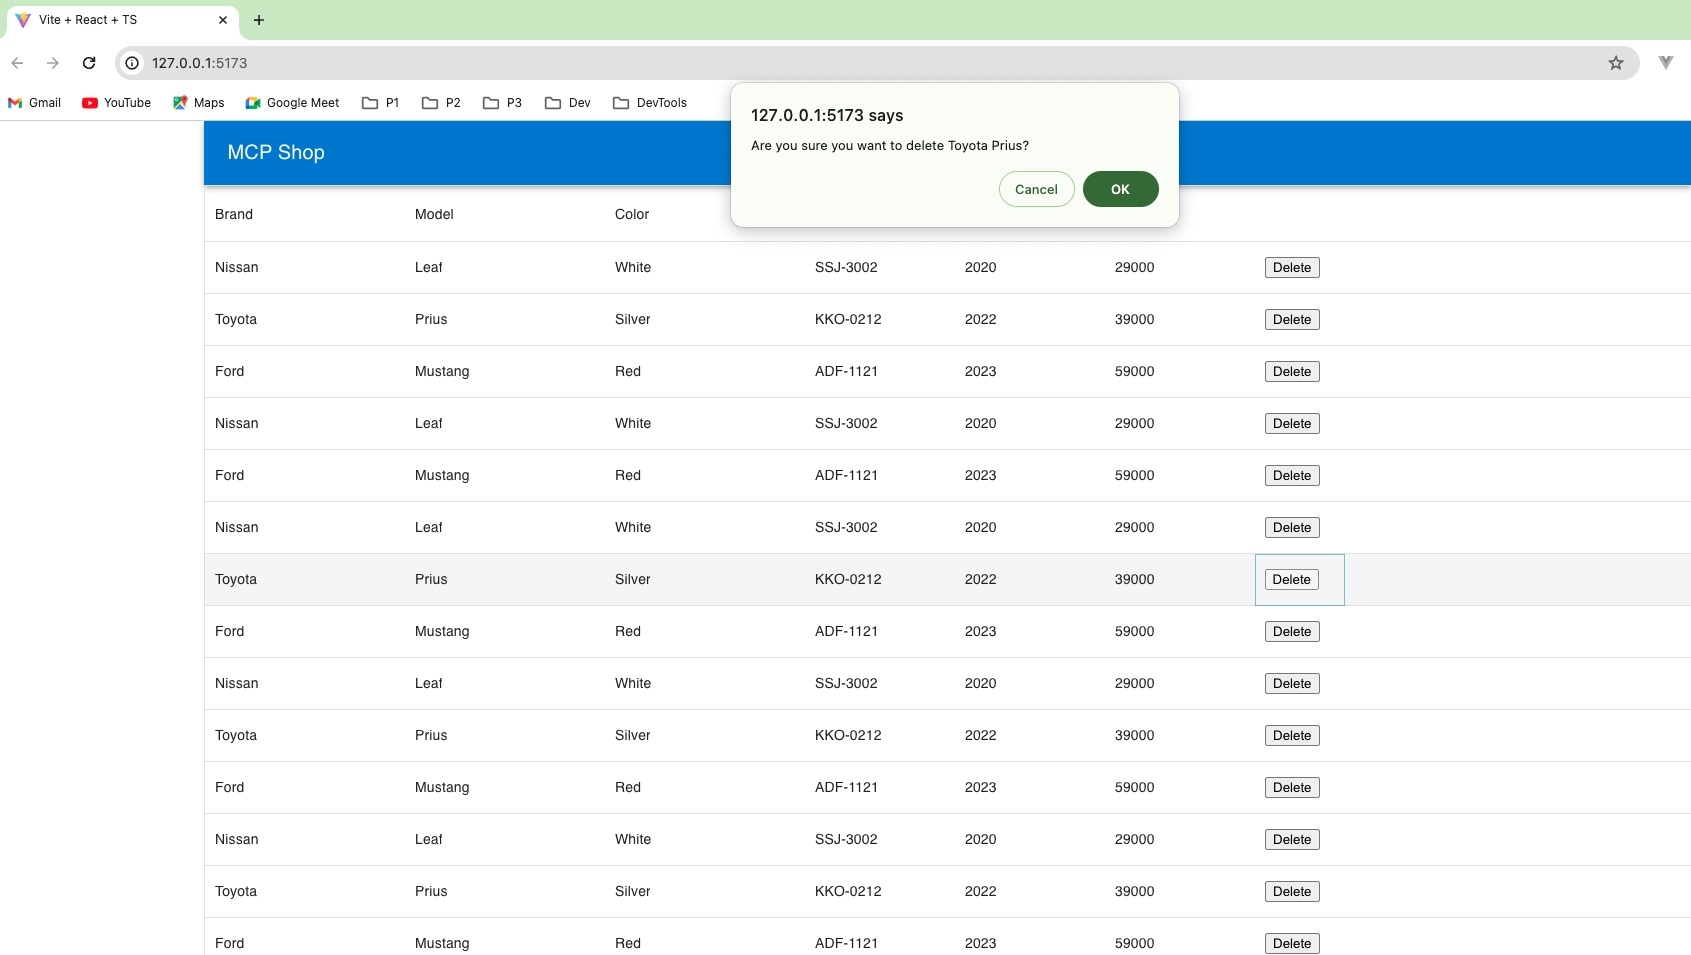 Vite + React + TS
127.0.0.1:5173
Gmail YouTube Maps Google Meet P1 P2 P3 Dev DevTools
127.0.0.1:5173 says
Are you sure you want to delete Toyota Prius?
Cancel OK
MCP Shop
Brand Model Color
Nissan Leaf White SSJ-3002 2020 29000 Delete
Toyota Prius Silver KKO-0212 2022 39000 Delete
Ford Mustang Red ADF-1121 2023 59000 Delete
Nissan Leaf White SSJ-3002 2020 29000 Delete
Ford Mustang Red ADF-1121 2023 59000 Delete
Nissan Leaf White SSJ-3002 2020 29000 Delete
Toyota Prius Silver KKO-0212 2022 39000 Delete
Ford Mustang Red ADF-1121 2023 59000 Delete
Nissan Leaf White SSJ-3002 2020 29000 Delete
Toyota Prius Silver KKO-0212 2022 39000 Delete
Ford Mustang Red ADF-1121 2023 59000 Delete
Nissan Leaf White SSJ-3002 2020 29000 Delete
Toyota Prius Silver KKO-0212 2022 39000 Delete
Ford Mustang Red ADF-1121 2023 59000 Delete